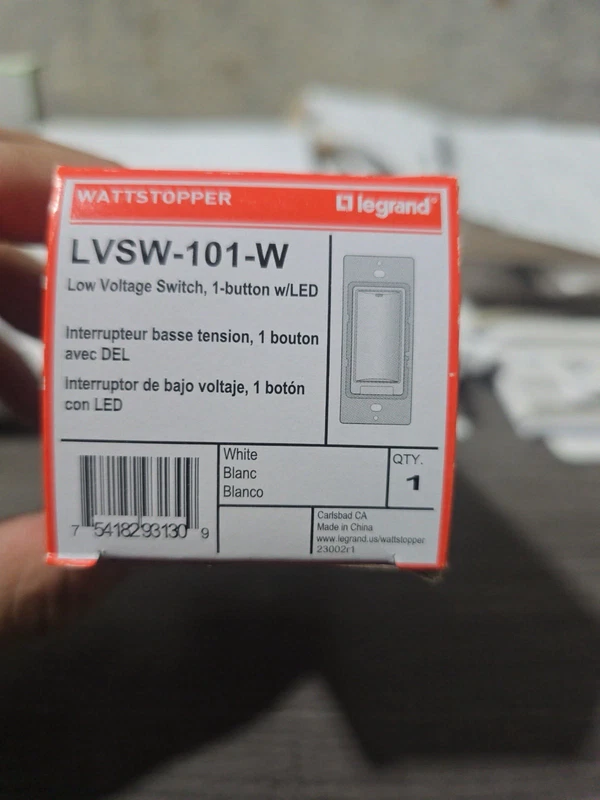 WATTSTOPPER
legrand®
LVSW-101-W
Low Voltage Switch, 1-button w/LED
Interrupteur basse tension, 1 bouton
avec DEL
Interruptor de bajo voltaje, 1 botón
con LED
White
Blanc
Blanco
QTY.
1
7 54182 93130 9
Carlsbad CA
Made in China
www.legrand.us/wattstopper
23002r1